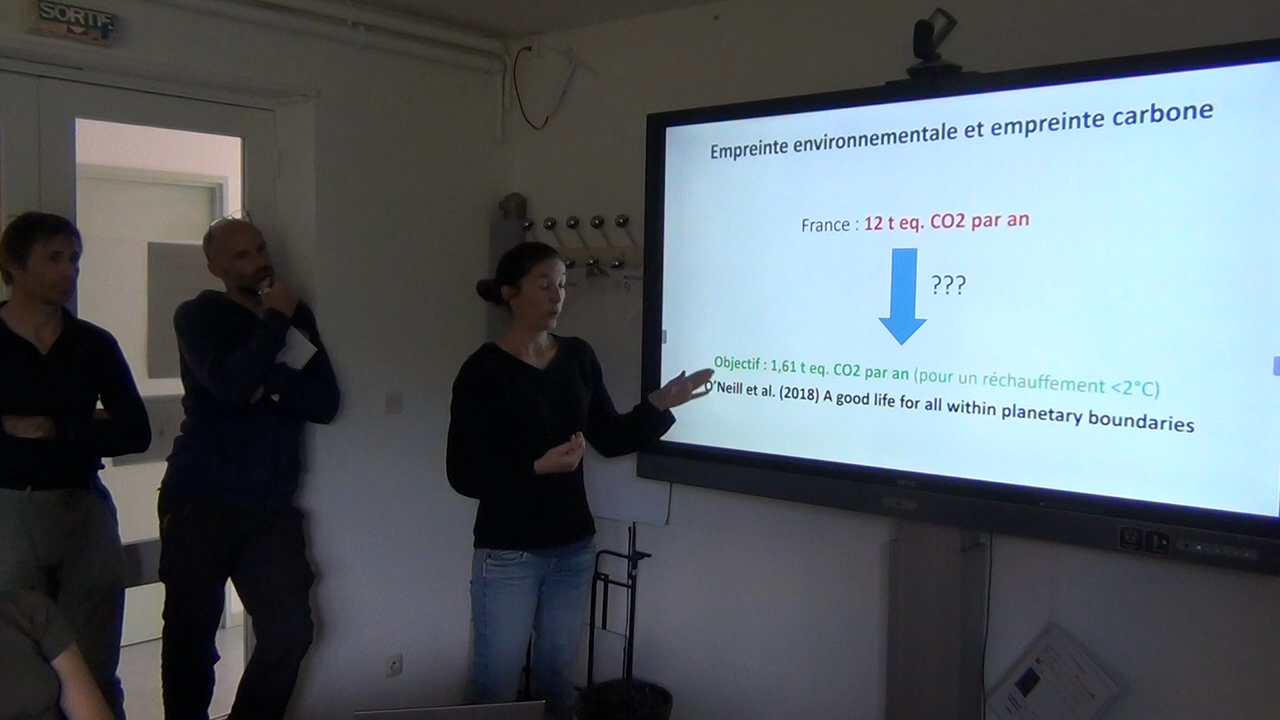 SORTIE
Empreinte environnementale et empreinte carbone
France : 12 t eq. CO2 par an
???
Objectif : 1,61 t eq. CO2 par an (pour un réchauffement <2°C)
O'Neill et al. (2018) A good life for all within planetary boundaries